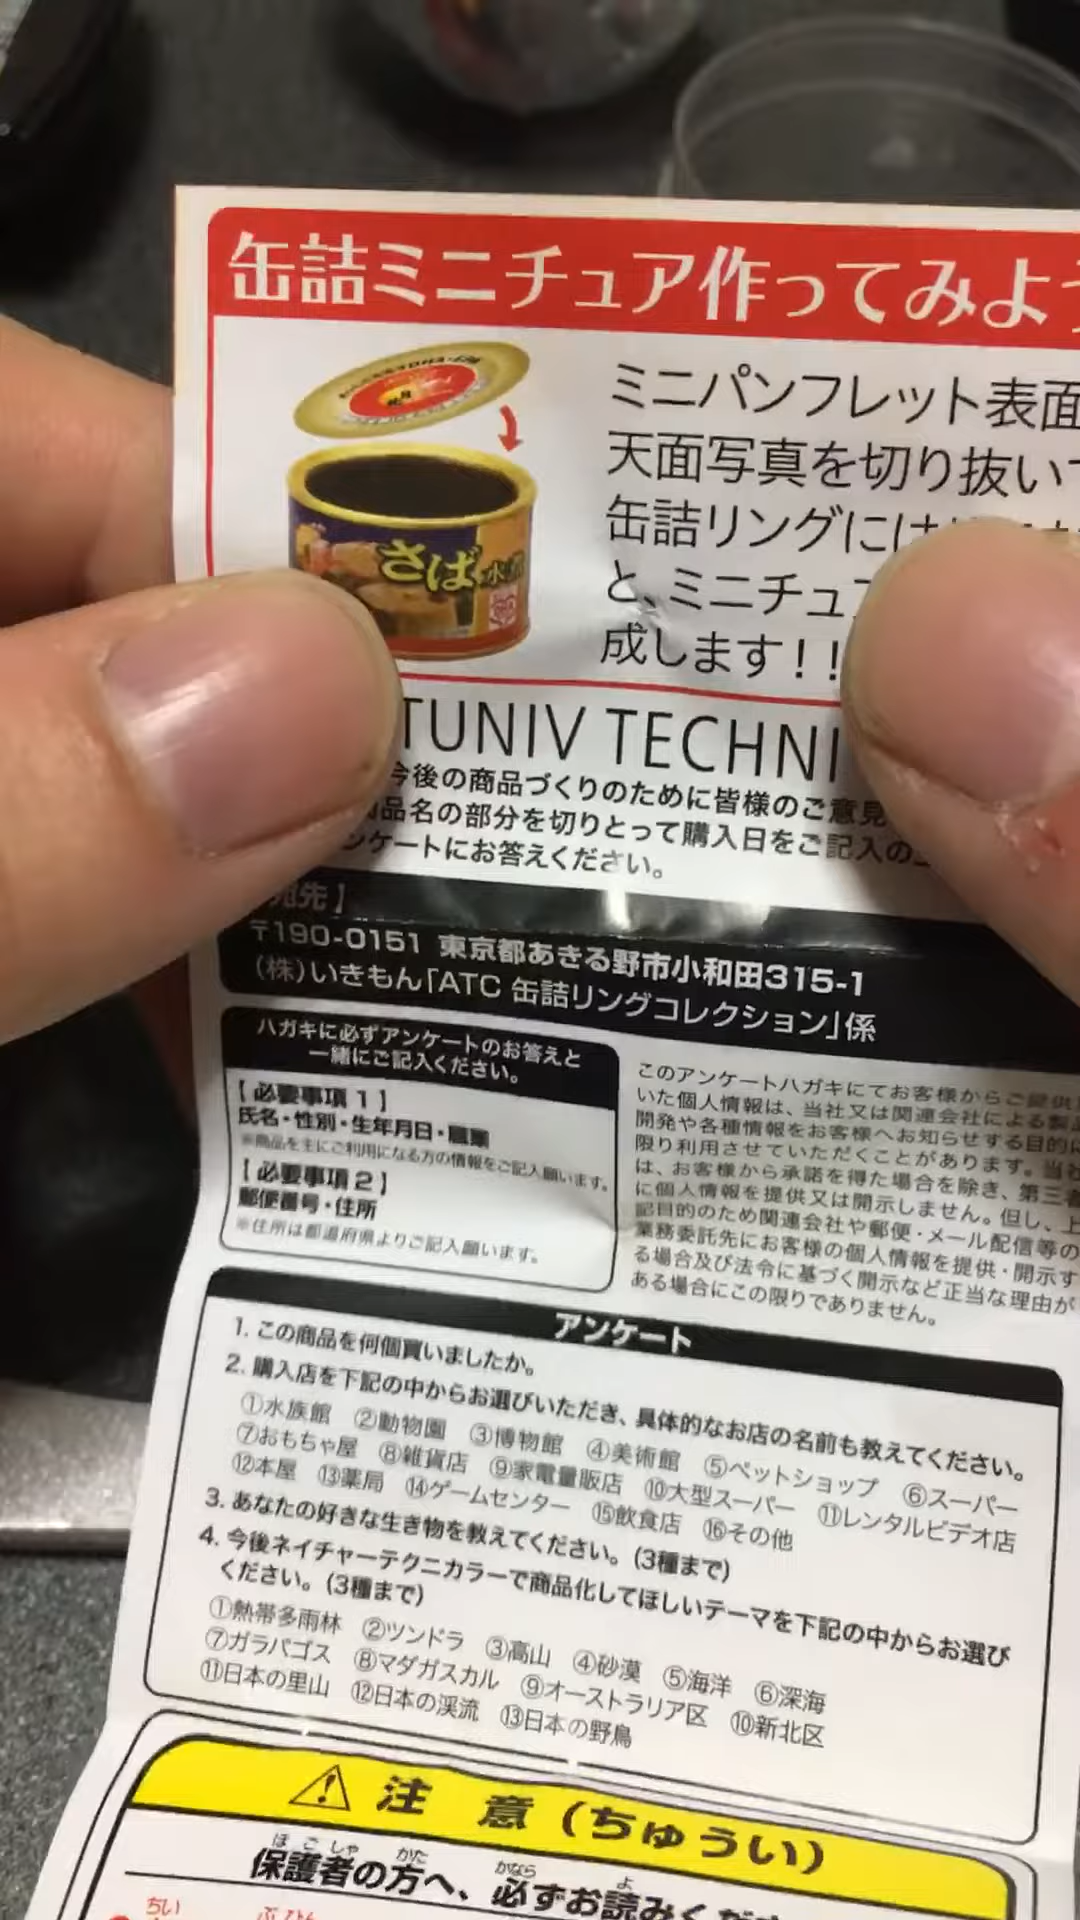 缶詰ミニチュア作ってみよう
さば水煮
ミニパンフレット表面
天面写真を切り抜いて
缶詰リングには
と、ミニチュア
成します！！
TUNIV TECHNI
今後の商品づくりのために皆様のご意見
商品名の部分を切りとって購入日をご記入の上
ンケートにお答えください。
宛先】
〒190-0151 東京都あきる野市小和田315-1
(株)いきもん「ATC 缶詰リングコレクション」係
ハガキに必ずアンケートのお答えと
一緒にご記入ください。
【必要事項1】
氏名・性別・生年月日・職業
※商品を主にご利用になる方の情報をご記入願います。
【必要事項2】
郵便番号・住所
※住所は都道府県よりご記入願います。
このアンケートハガキにてお客様からご提供
いた個人情報は、当社又は関連会社による製品
開発や各種情報をお客様へお知らせする目的に
限り利用させていただくことがあります。当社
は、お客様から承諾を得た場合を除き、第三者
に個人情報を提供又は開示しません。但し、上
記目的のため関連会社や郵便・メール配信等の
業務委託先にお客様の個人情報を提供・開示す
る場合及び法令に基づく開示など正当な理由が
ある場合にこの限りでありません。
アンケート
1. この商品を何個買いましたか。
2. 購入店を下記の中からお選びいただき、具体的なお店の名前も教えてください。
①水族館 ②動物園 ③博物館 ④美術館 ⑤ペットショップ ⑥スーパー
⑦おもちゃ屋 ⑧雑貨店 ⑨家電量販店 ⑩大型スーパー ⑪レンタルビデオ店
⑫本屋 ⑬薬局 ⑭ゲームセンター ⑮飲食店 ⑯その他
3. あなたの好きな生き物を教えてください。(3種まで)
4. 今後ネイチャーテクニカラーで商品化してほしいテーマを下記の中からお選び
ください。(3種まで)
①熱帯多雨林 ②ツンドラ ③高山 ④砂漠 ⑤海洋 ⑥深海
⑦ガラパゴス ⑧マダガスカル ⑨オーストラリア区 ⑩新北区
⑪日本の里山 ⑫日本の渓流 ⑬日本の野鳥
注 意(ちゅうい)
ほごしゃ かた かなら よ
保護者の方へ、必ずお読みくださ
ちい ぶひん